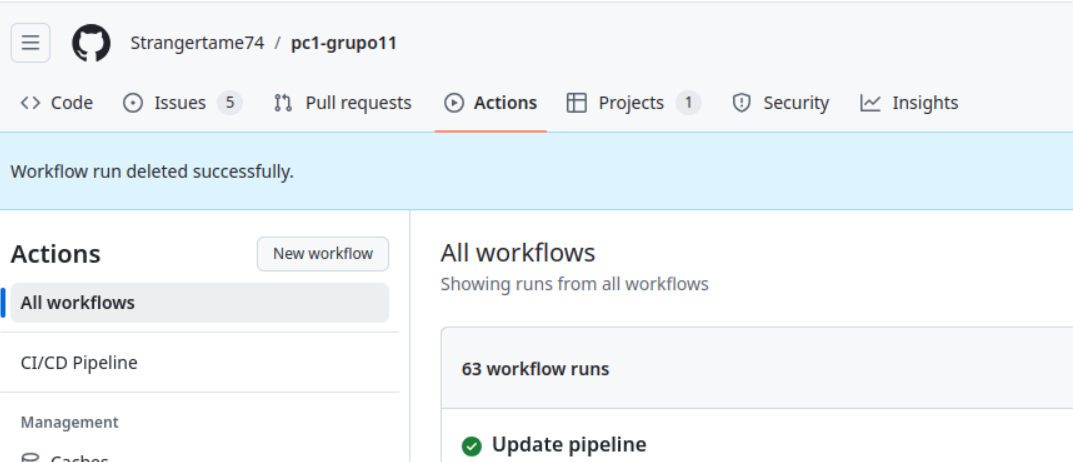 Strangertame74 / pc1-grupo11
Code Issues 5 Pull requests Actions Projects 1 Security Insights
Workflow run deleted successfully.
Actions New workflow
All workflows
CI/CD Pipeline
Management
Caches
All workflows
Showing runs from all workflows
63 workflow runs
Update pipeline